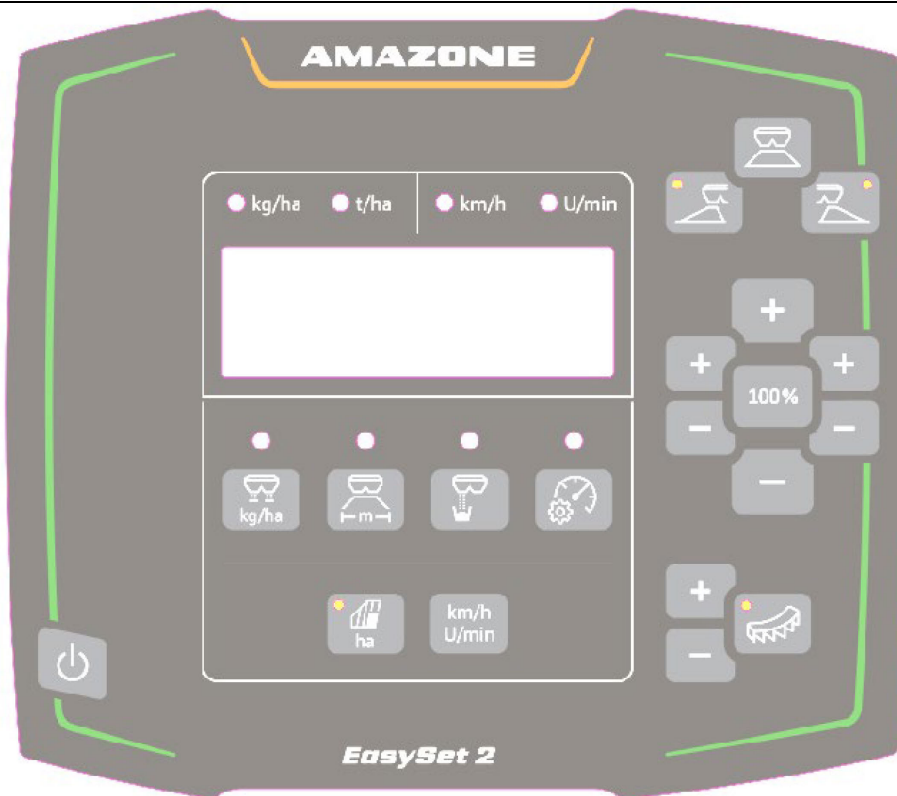 AMAZONE
kg/ha t/ha km/h U/min
+
+ +
100%
- -
-
kg/ha
m
+
ha
km/h
U/min
-
EasySet 2